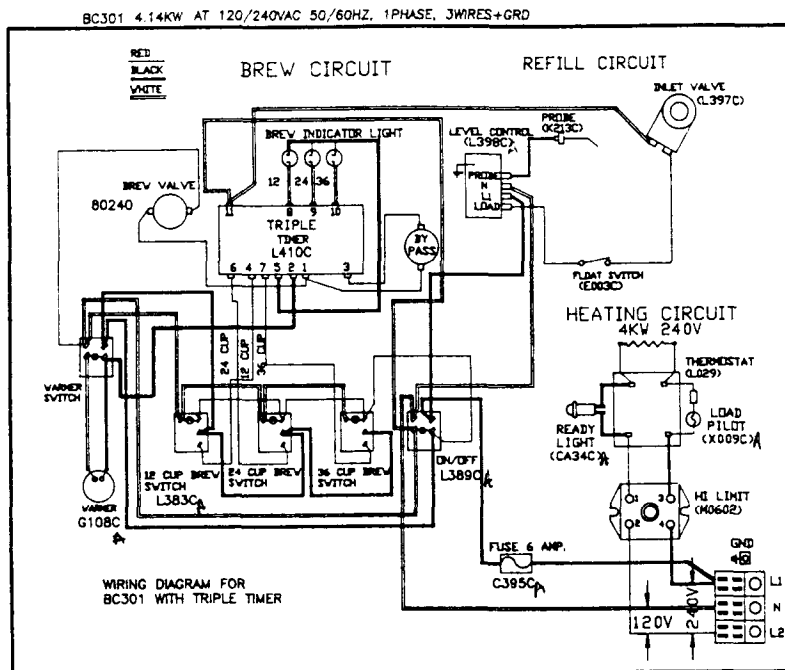 BC301 4.14KW AT 120/240VAC 50/60HZ, 1PHASE, 3WIRES+GRD
RED
BLACK
WHITE
BREW CIRCUIT
REFILL CIRCUIT
INLET VALVE
(L397C)
PROBE
(K213C)
LEVEL CONTROL
(L398C)
PROBE
N
L1
LOAD
BREW INDICATOR LIGHT
12 24 36
BREW VALVE
80240
11 8 9 10
TRIPLE
TIMER
L410C
6 4 7 5 2 1 3
BY
PASS
FLOAT SWITCH
(E003C)
HEATING CIRCUIT
4KW 240V
THERMOSTAT
(L029)
READY
LIGHT
(CA34C)
LOAD
PILOT
(X009C)
24 CUP
12 CUP
36 CUP
WARMER
SWITCH
12 CUP BREW
SWITCH
L383C
24 CUP BREW
SWITCH
36 CUP BREW
SWITCH
ON/OFF
L389C
WARMER
G108C
1 3
2 4
HI LIMIT
(M0602)
FUSE 6 AMP.
C395C
GND
L1
N
L2
120V
240V
WIRING DIAGRAM FOR
BC301 WITH TRIPLE TIMER